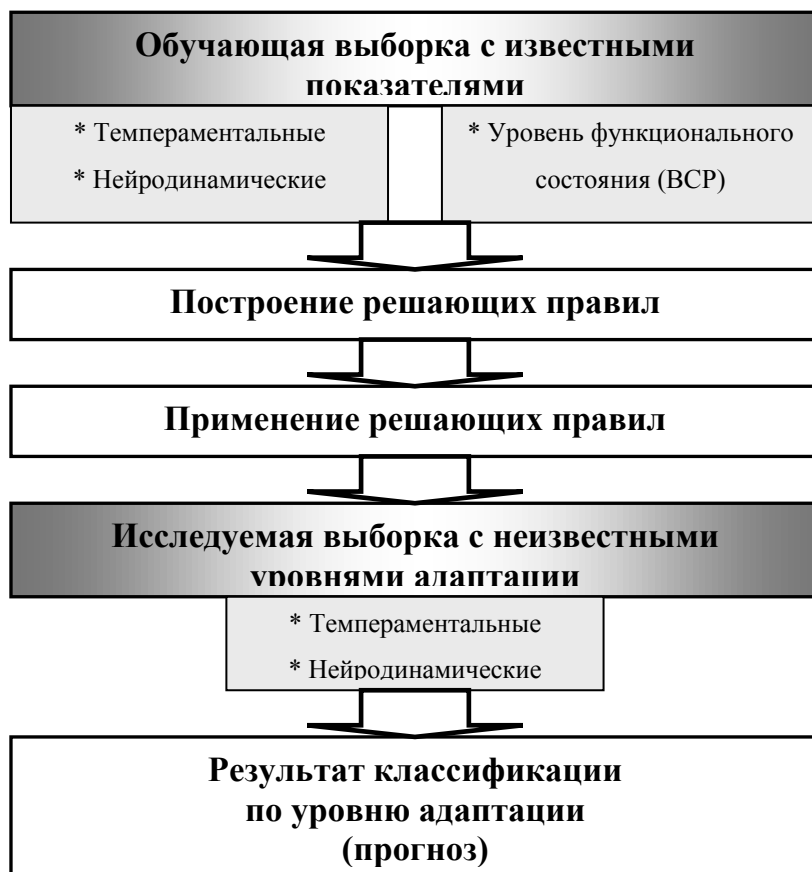 Обучающая выборка с известными
показателями
* Темпераментальные
* Нейродинамические
* Уровень функционального
состояния (ВСР)
Построение решающих правил
Применение решающих правил
Исследуемая выборка с неизвестными
уровнями адаптации
* Темпераментальные
* Нейродинамические
Результат классификации
по уровню адаптации
(прогноз)